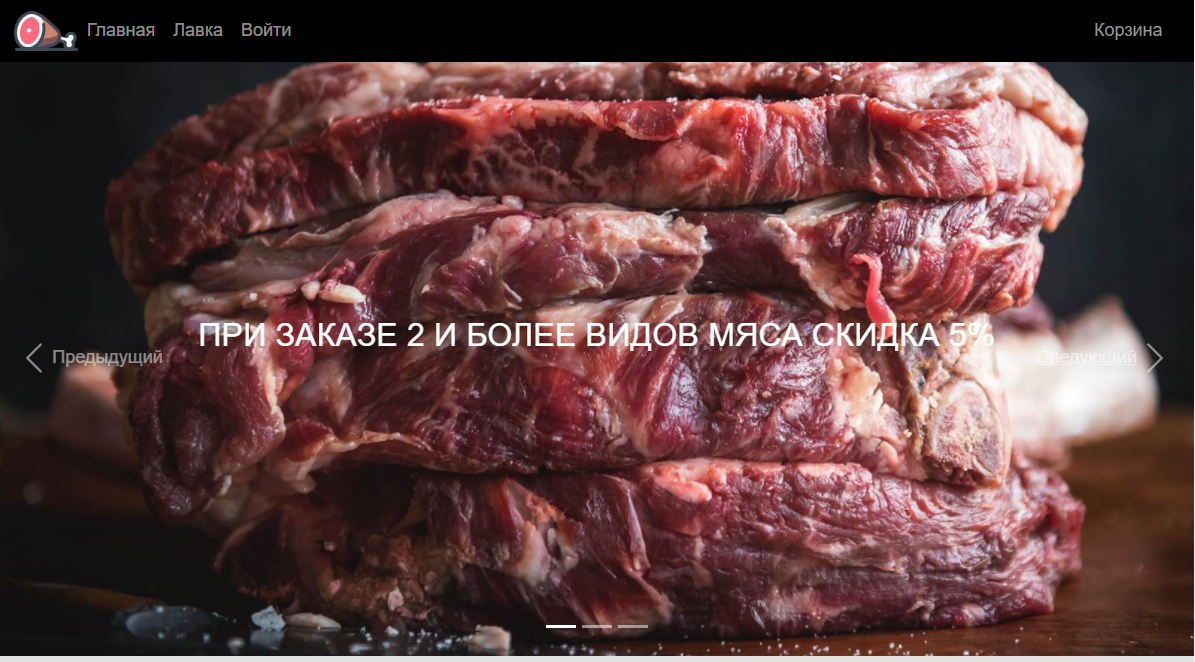 Главная Лавка Войти Корзина
ПРИ ЗАКАЗЕ 2 И БОЛЕЕ ВИДОВ МЯСА СКИДКА 5%
Предыдущий Следующий